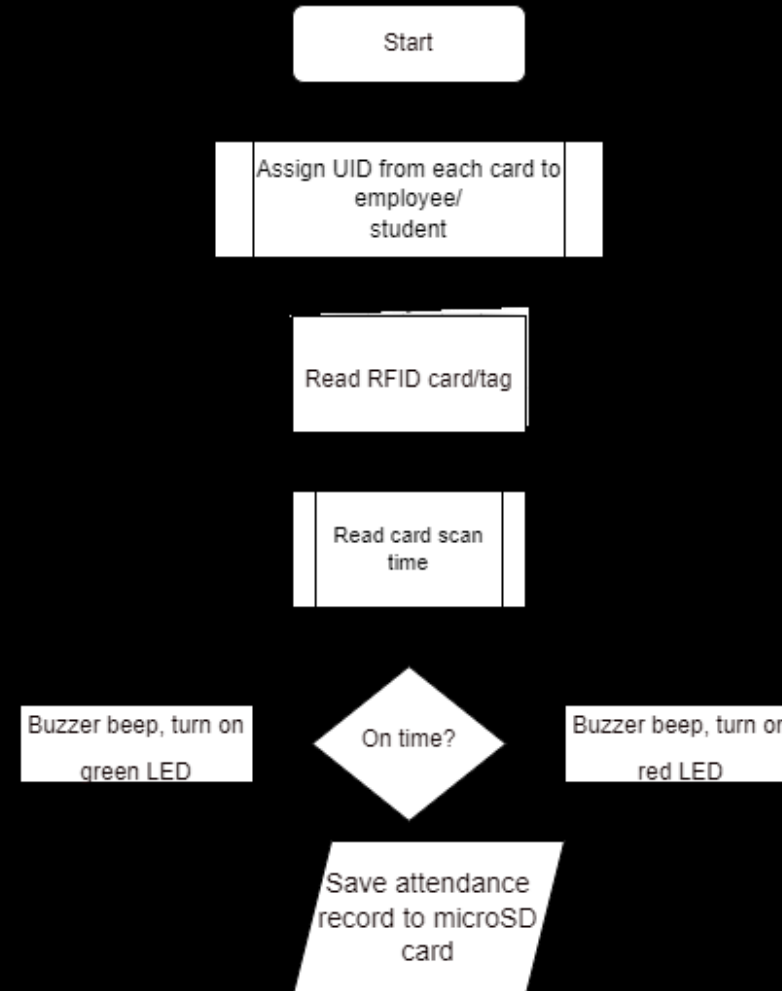 Start
Assign UID from each card to
employee/
student
Read RFID card/tag
Read card scan
time
Buzzer beep, turn on
green LED
On time?
Buzzer beep, turn on
red LED
Save attendance
record to microSD
card